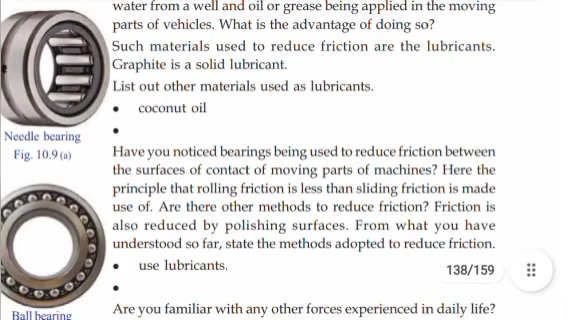 water from a well and oil or grease being applied in the moving
parts of vehicles. What is the advantage of doing so?
Such materials used to reduce friction are the lubricants.
Graphite is a solid lubricant.
List out other materials used as lubricants.
• coconut oil
•
Needle bearing
Fig. 10.9 (a)
Have you noticed bearings being used to reduce friction between
the surfaces of contact of moving parts of machines? Here the
principle that rolling friction is less than sliding friction is made
use of. Are there other methods to reduce friction? Friction is
also reduced by polishing surfaces. From what you have
understood so far, state the methods adopted to reduce friction.
• use lubricants.
138/159
•
Ball bearing
Are you familiar with any other forces experienced in daily life?